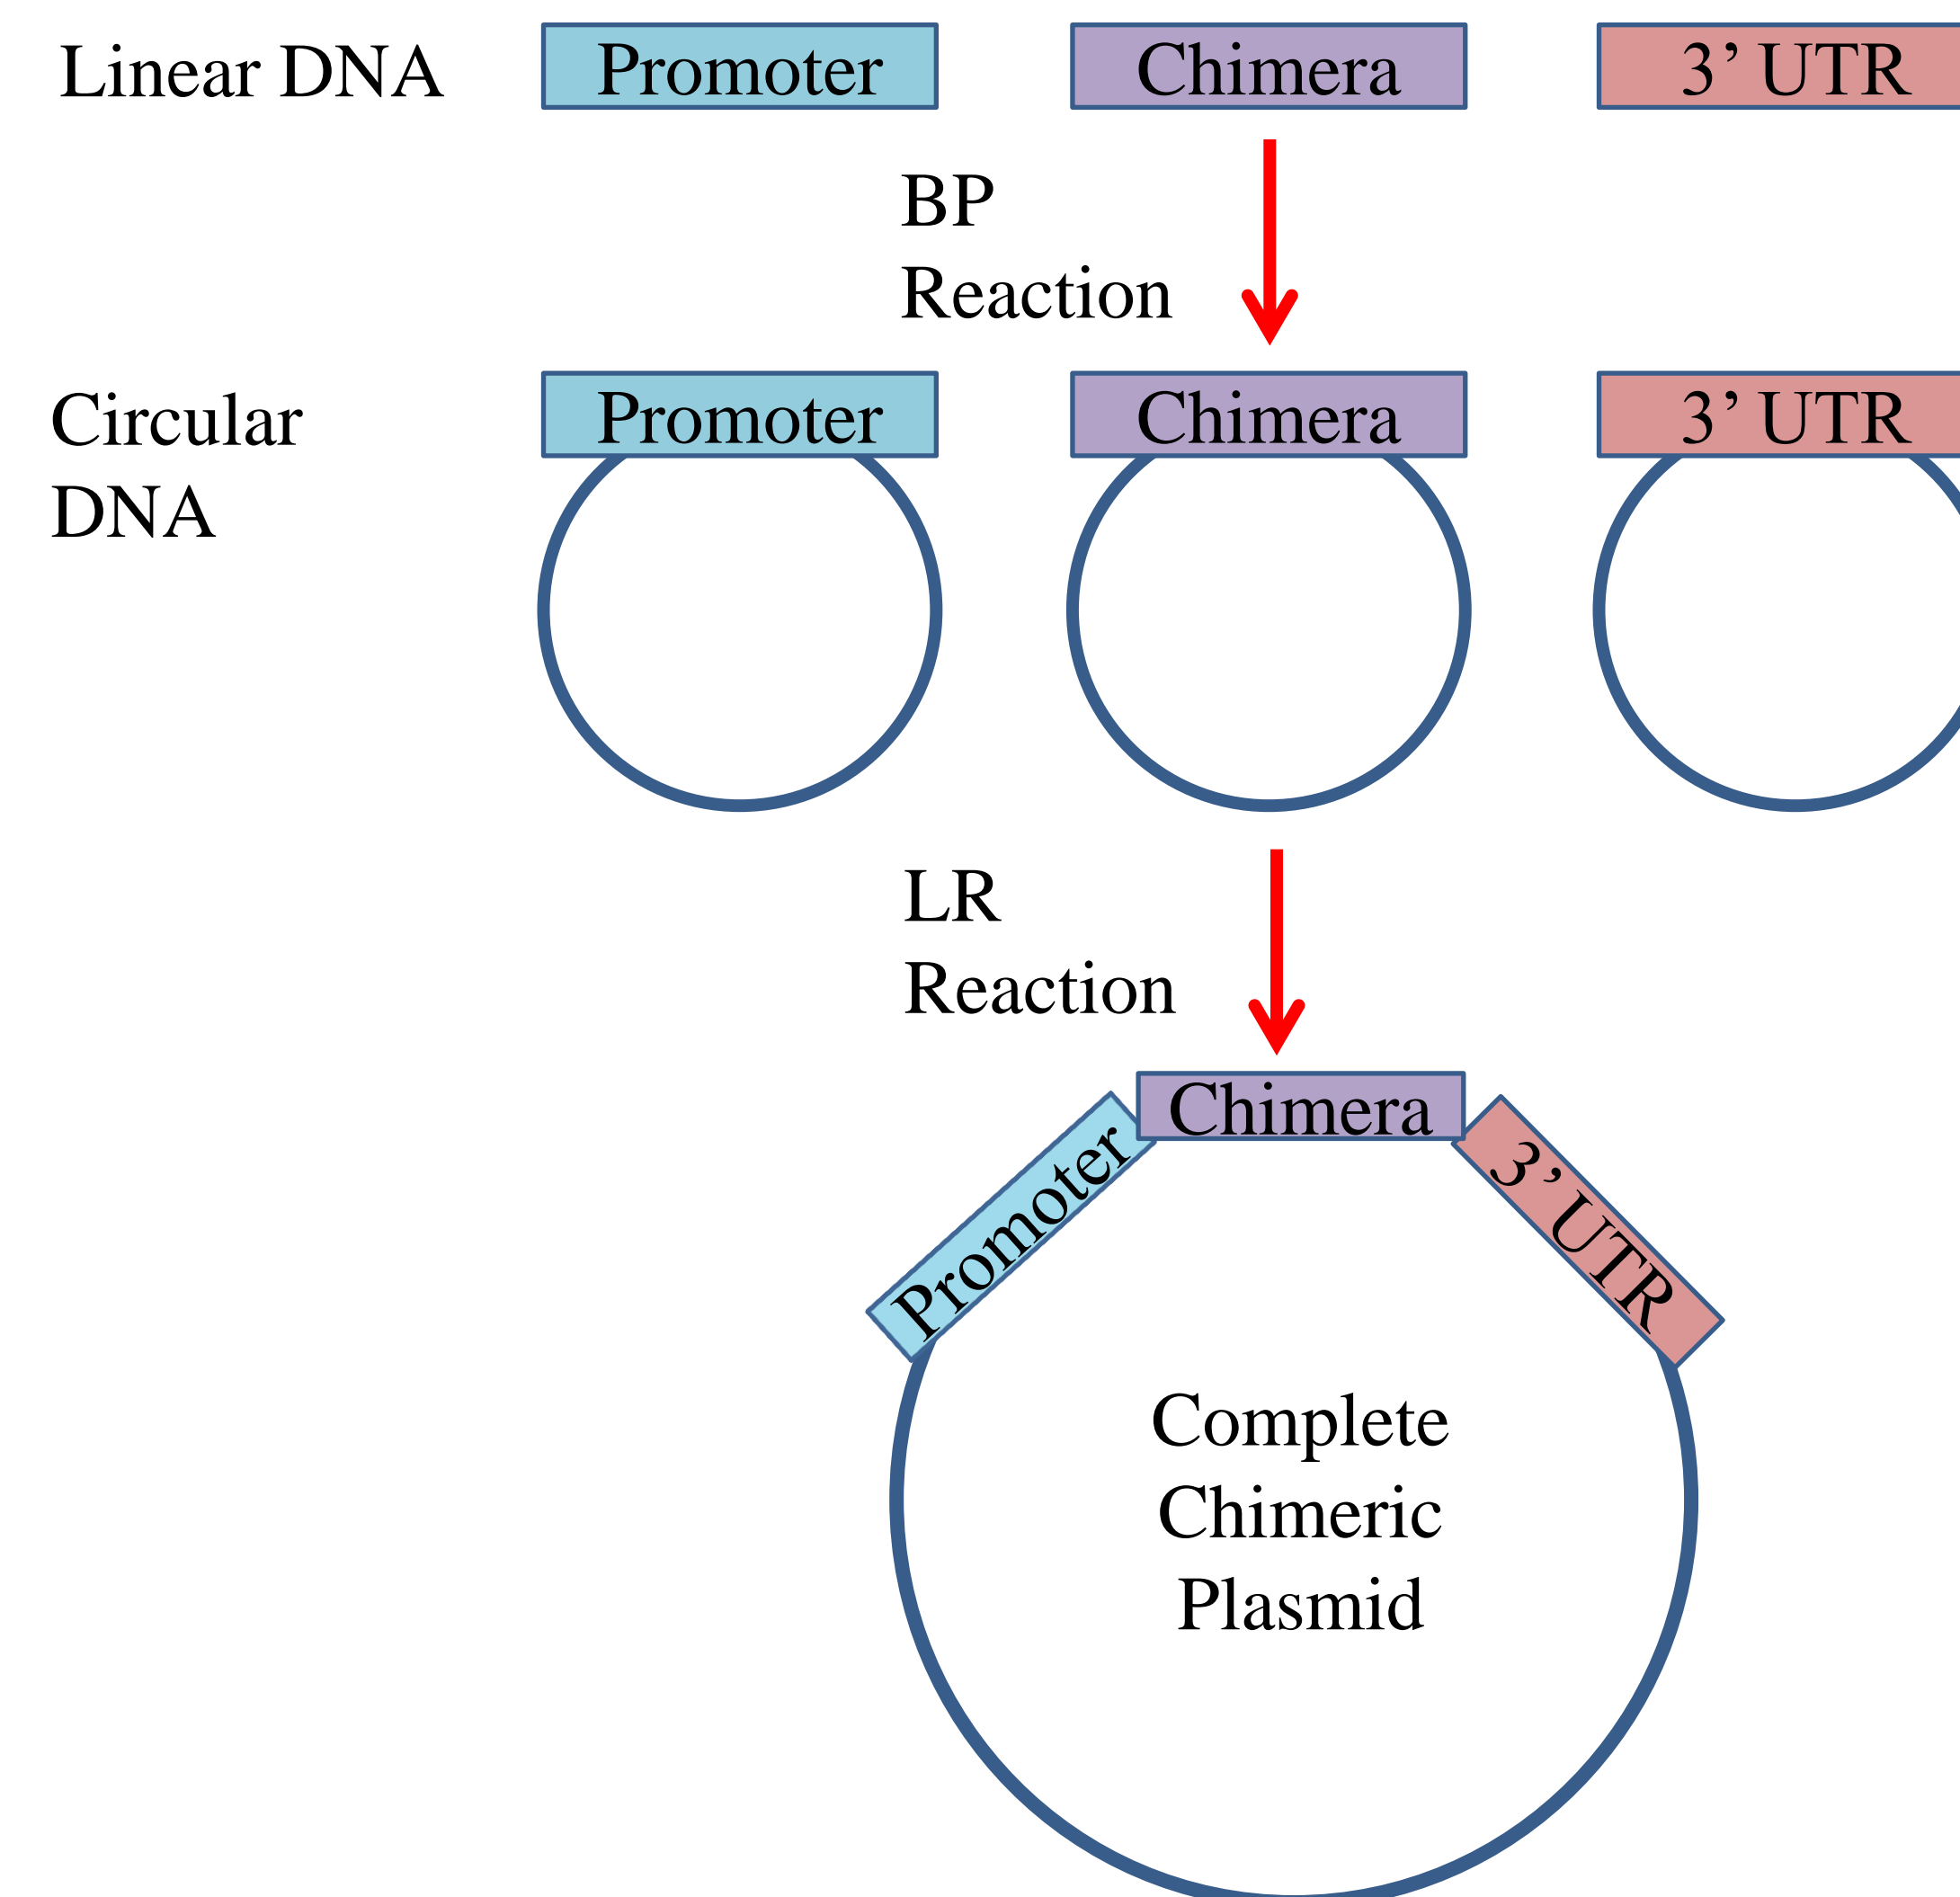 Linear DNA
Promoter
Chimera
3’ UTR
BP
Reaction
Circular
DNA
Promoter
Chimera
3’ UTR
LR
Reaction
Promoter
Chimera
3’ UTR
Complete
Chimeric
Plasmid